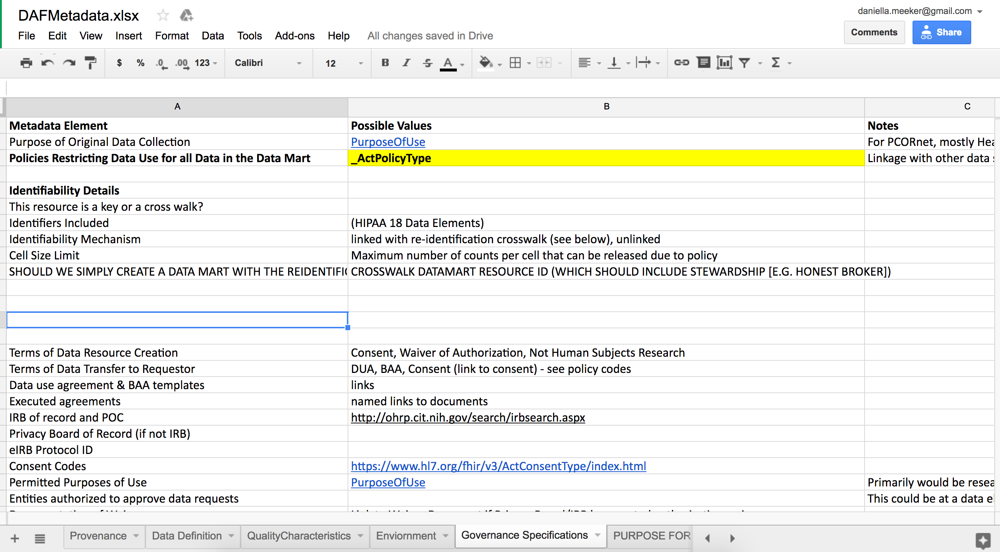 DAFMetadata.xlsx
daniella.meeker@gmail.com
File Edit View Insert Format Data Tools Add-ons Help All changes saved in Drive
Comments Share
$ % .0 .00 123 Calibri 12 B I S A Σ
A B C
Metadata Element Possible Values Notes
Purpose of Original Data Collection PurposeOfUse For PCORnet, mostly
Policies Restricting Data Use for all Data in the Data Mart _ActPolicyType Linkage with other data
Identifiability Details
This resource is a key or a cross walk?
Identifiers Included (HIPAA 18 Data Elements)
Identifiability Mechanism linked with re-identification crosswalk (see below), unlinked
Cell Size Limit Maximum number of counts per cell that can be released due to policy
SHOULD WE SIMPLY CREATE A DATA MART WITH THE CROSSWALK DATAMART RESOURCE ID (WHICH SHOULD INCLUDE STEWARDSHIP [E.G. HONEST BROKER])
Terms of Data Resource Creation Consent, Waiver of Authorization, Not Human Subjects Research
Terms of Data Transfer to Requestor DUA, BAA, Consent (link to consent) - see policy codes
Data use agreement & BAA templates links
Executed agreements named links to documents
IRB of record and POC http://ohrp.cit.nih.gov/search/irbsearch.aspx
Privacy Board of Record (if not IRB)
eIRB Protocol ID
Consent Codes https://www.hl7.org/fhir/v3/ActConsentType/index.html
Permitted Purposes of Use PurposeOfUse Primarily would be
Entities authorized to approve data requests This could be at a data
+ Provenance Data Definition QualityCharacteristics Enviornment Governance Specifications PURPOSE FOR